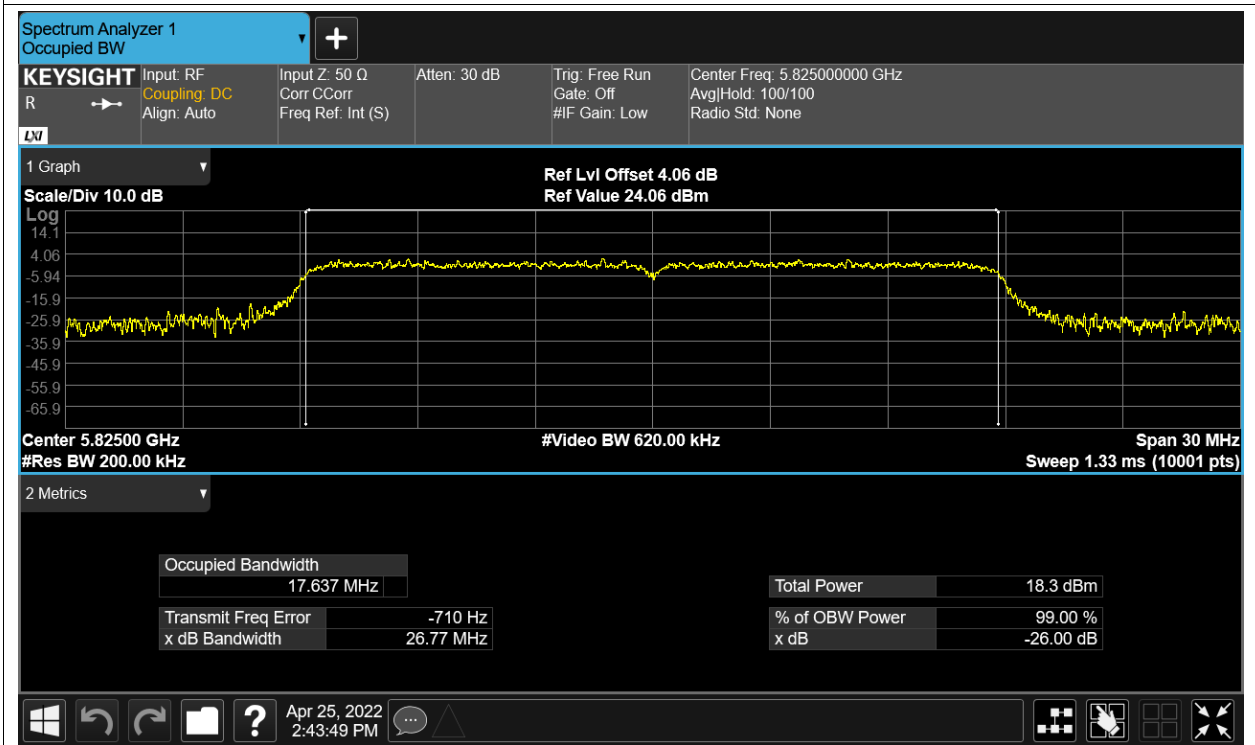 Spectrum Analyzer 1
Occupied BW
KEYSIGHT
R
LXI
Input: RF
Coupling: DC
Align: Auto
Input Z: 50 Ω
Corr CCorr
Freq Ref: Int (S)
Atten: 30 dB
Trig: Free Run
Gate: Off
#IF Gain: Low
Center Freq: 5.825000000 GHz
Avg|Hold: 100/100
Radio Std: None
1 Graph
Scale/Div 10.0 dB
Ref Lvl Offset 4.06 dB
Ref Value 24.06 dBm
Log
14.1
4.06
-5.94
-15.9
-25.9
-35.9
-45.9
-55.9
-65.9
Center 5.82500 GHz
#Video BW 620.00 kHz
Span 30 MHz
#Res BW 200.00 kHz
Sweep 1.33 ms (10001 pts)
2 Metrics
Occupied Bandwidth
17.637 MHz
Total Power 18.3 dBm
Transmit Freq Error -710 Hz
% of OBW Power 99.00 %
x dB Bandwidth 26.77 MHz
x dB -26.00 dB
?
Apr 25, 2022
2:43:49 PM